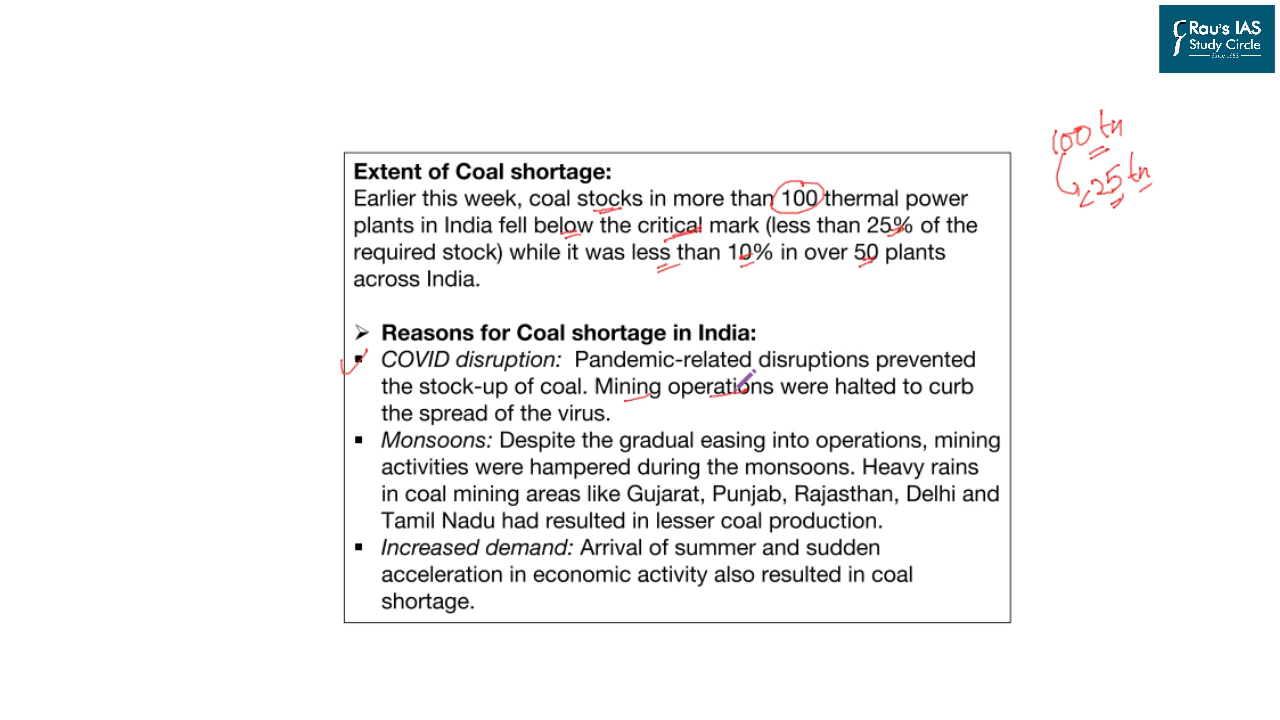 Rau's IAS
Study Circle
Since 1953
100 tn
<25 tn
Extent of Coal shortage:
Earlier this week, coal stocks in more than 100 thermal power
plants in India fell below the critical mark (less than 25% of the
required stock) while it was less than 10% in over 50 plants
across India.
➢ Reasons for Coal shortage in India:
▪ COVID disruption: Pandemic-related disruptions prevented
the stock-up of coal. Mining operations were halted to curb
the spread of the virus.
▪ Monsoons: Despite the gradual easing into operations, mining
activities were hampered during the monsoons. Heavy rains
in coal mining areas like Gujarat, Punjab, Rajasthan, Delhi and
Tamil Nadu had resulted in lesser coal production.
▪ Increased demand: Arrival of summer and sudden
acceleration in economic activity also resulted in coal
shortage.